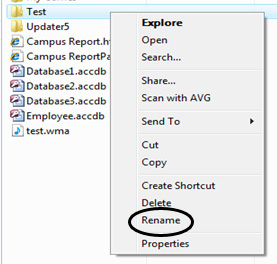 Test
Updater5
Campus Report.h
Campus ReportPa
Database1.accdb
Database2.accdb
Database3.accdb
Employee.accdb
test.wma
Explore
Open
Search...
Share...
Scan with AVG
Send To
Cut
Copy
Create Shortcut
Delete
Rename
Properties